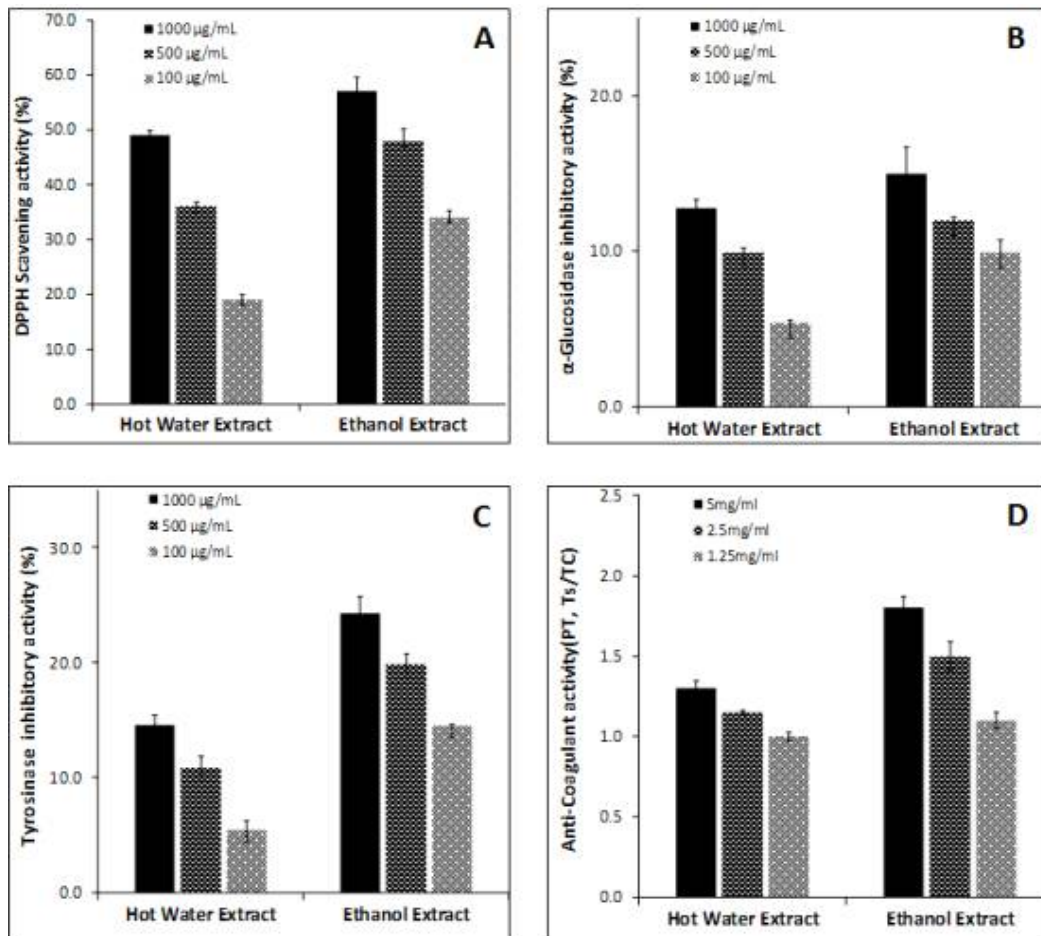 DPPH Scavening activity (%)
70.0
60.0
50.0
40.0
30.0
20.0
10.0
0.0
1000 µg/mL
500 µg/mL
100 µg/mL
A
Hot Water Extract
Ethanol Extract
α-Glucosidase inhibitory activity (%)
20.0
10.0
0.0
1000 µg/mL
500 µg/mL
100 µg/mL
B
Hot Water Extract
Ethanol Extract
Tyrosinase inhibitory activity (%)
30.0
20.0
10.0
0.0
1000 µg/mL
500 µg/mL
100 µg/mL
C
Hot Water Extract
Ethanol Extract
Anti-Coagulant activity(PT, Ts/TC)
2.5
2.0
1.5
1.0
0.5
0.0
5mg/ml
2.5mg/ml
1.25mg/ml
D
Hot Water Extract
Ethanol Extract